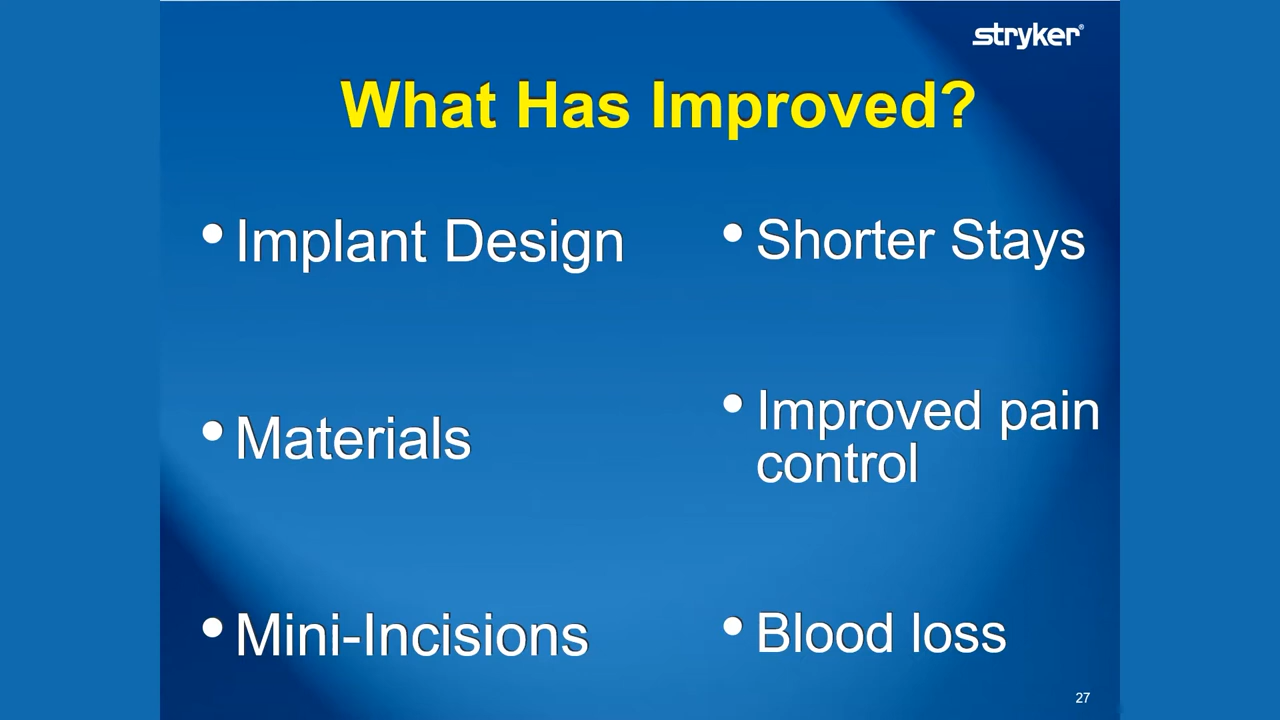 stryker®
What Has Improved?
• Implant Design
• Materials
• Mini-Incisions
• Shorter Stays
• Improved pain
control
• Blood loss
27